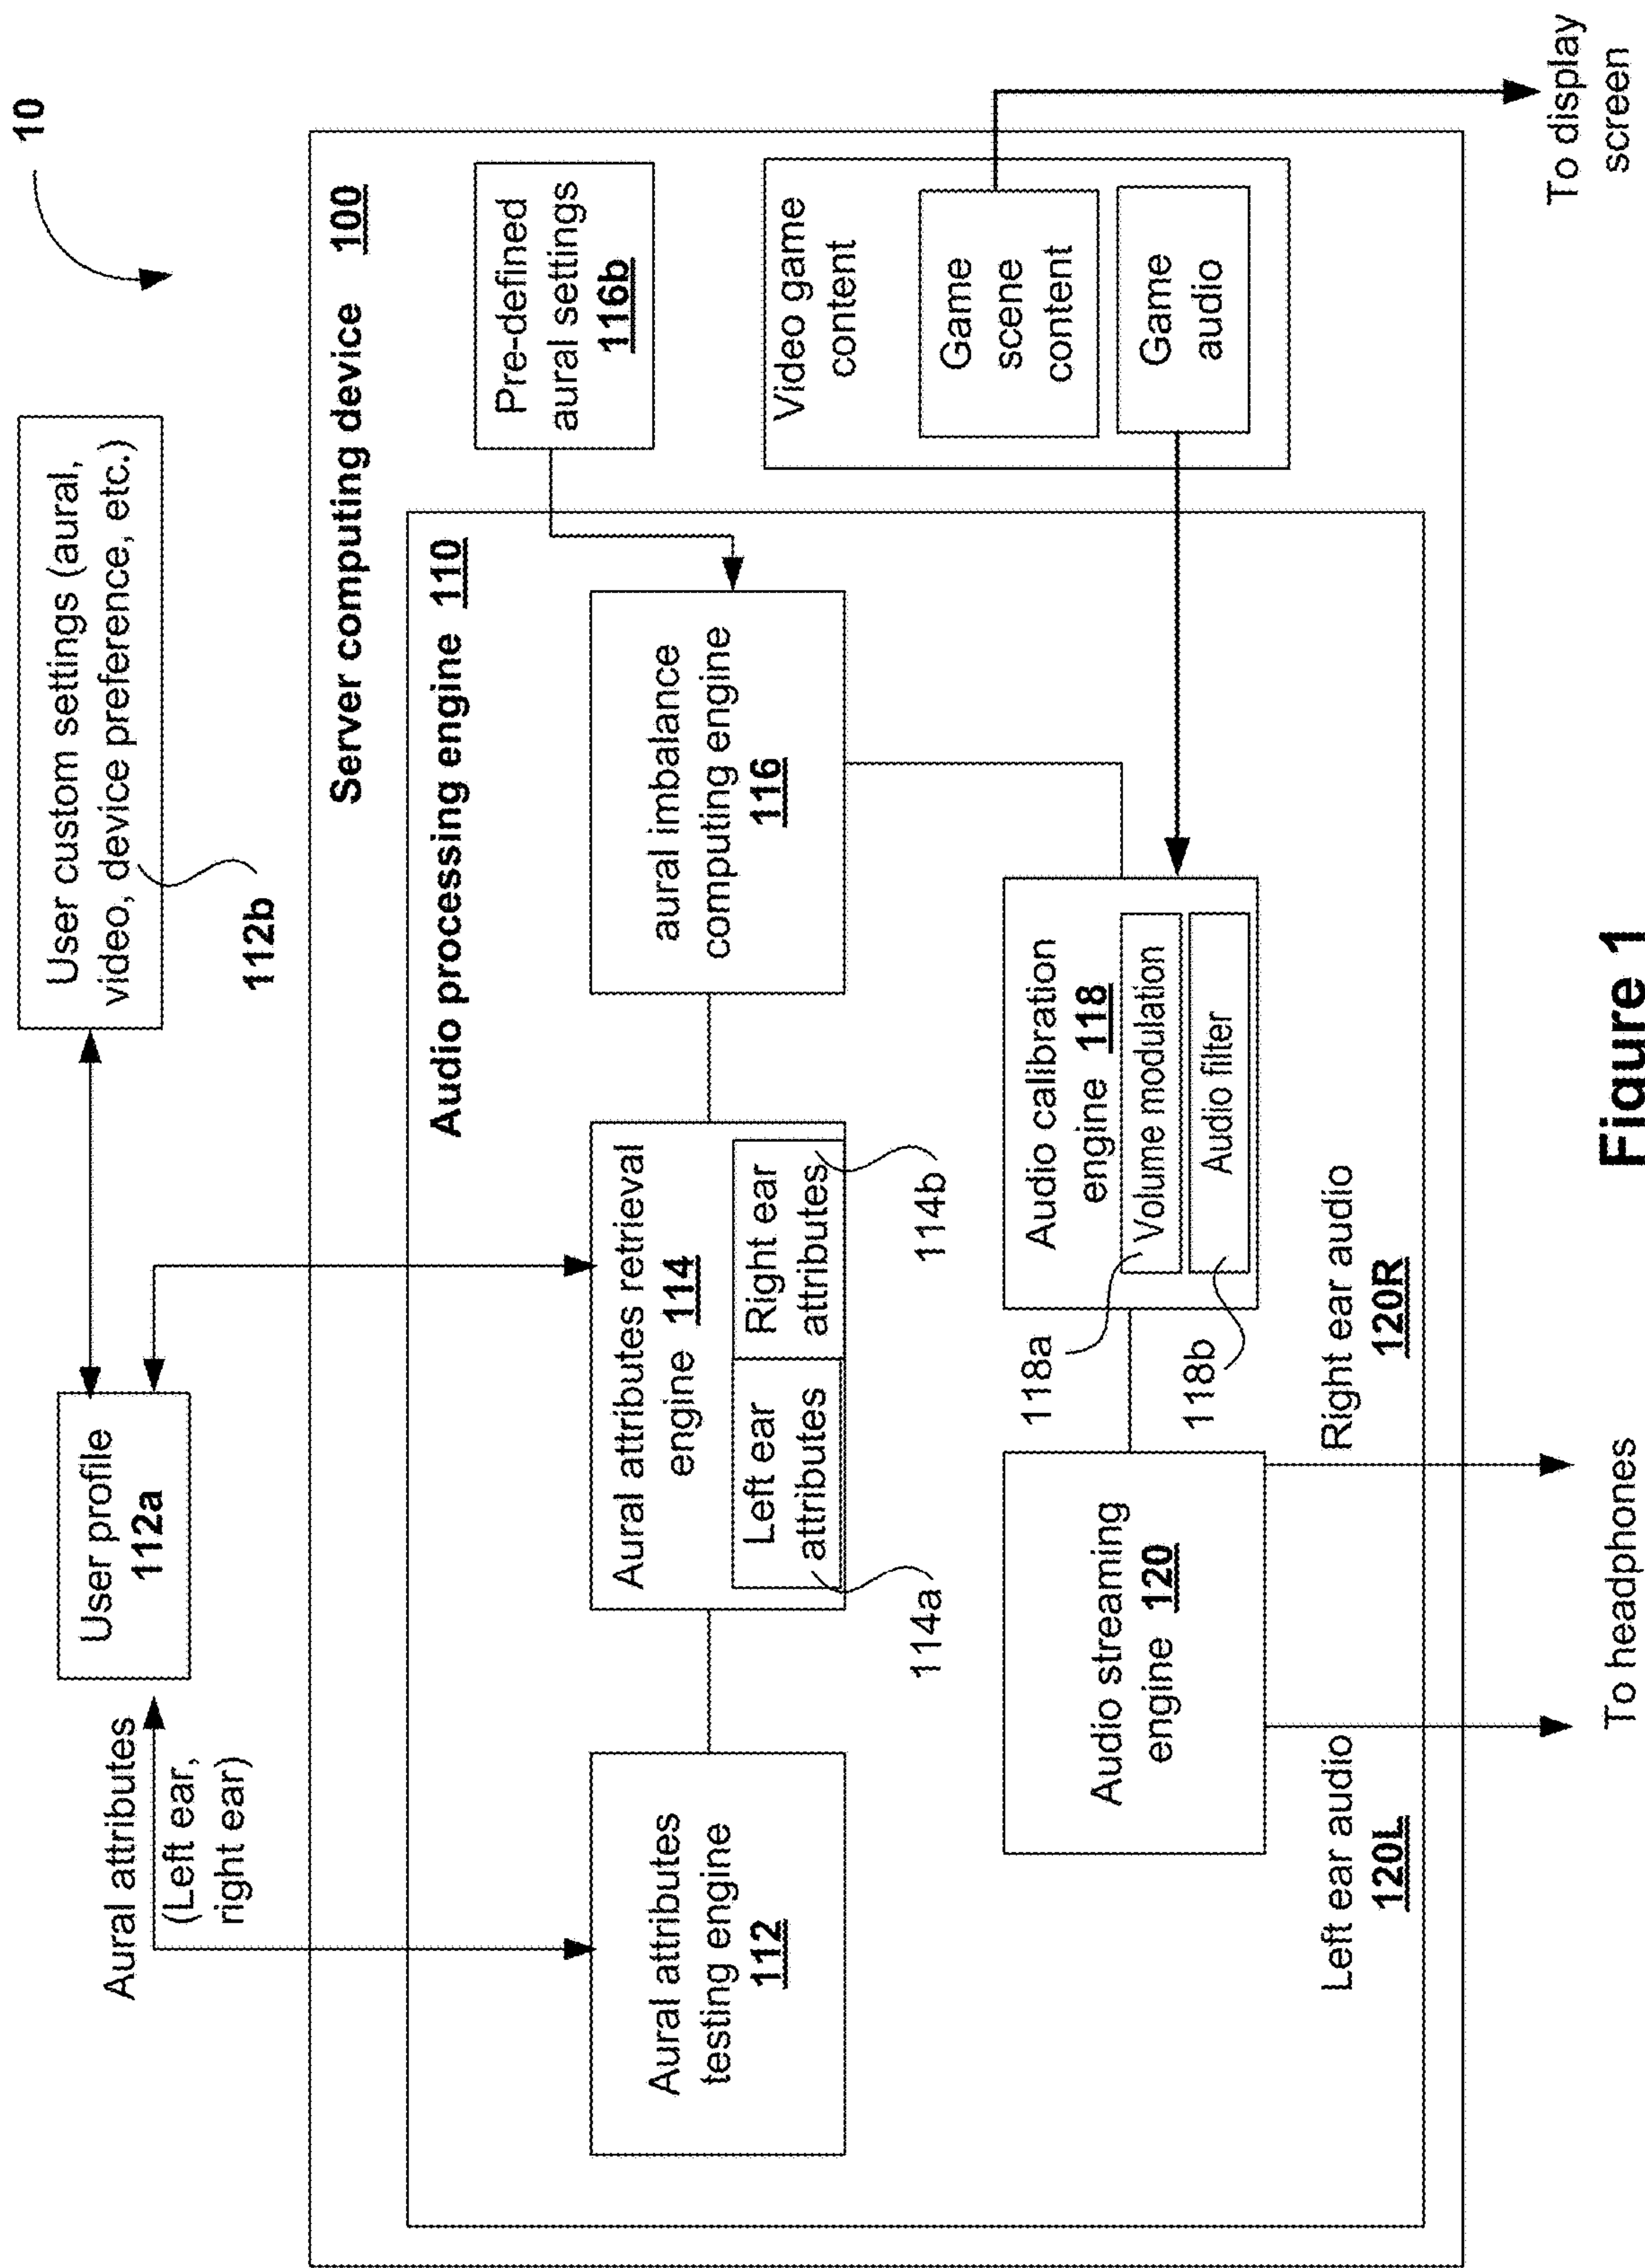 10
User custom settings (aural,
video, device preference, etc.)
112b
User profile
112a
Aural attributes
(Left ear,
right ear)
Server computing device 100
Audio processing engine 110
Pre-defined
aural settings
116b
Aural attributes
testing engine
112
Aural attributes retrieval
engine 114
Left ear
attributes
Right ear
attributes
114a
114b
aural imbalance
computing engine
116
Video game
content
Game
scene
content
Game
audio
Audio streaming
engine 120
118a
118b
Audio calibration
engine 118
Volume modulation
Audio filter
Left ear audio
120L
Right ear audio
120R
To headphones
To display
screen
Figure 1